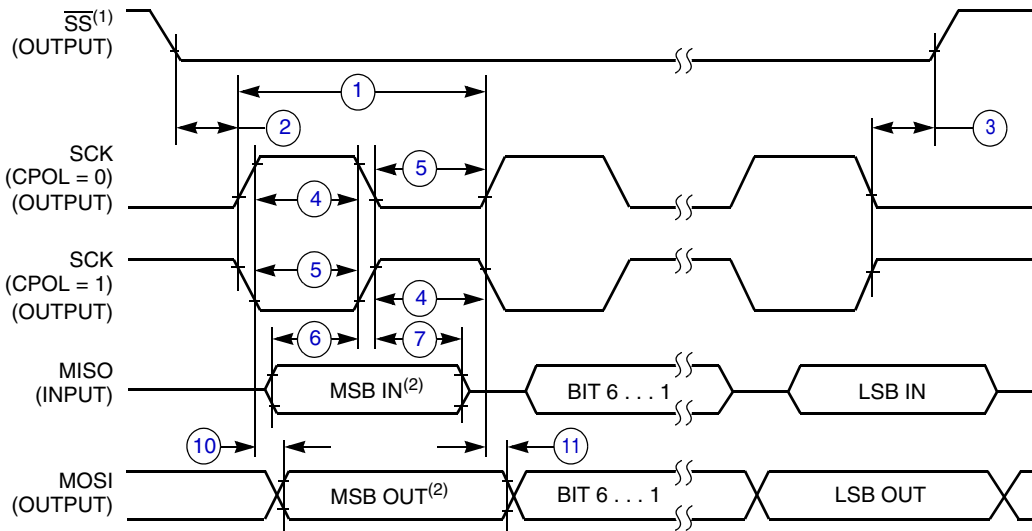 SS(1)
(OUTPUT)
1
2
3
SCK
(CPOL = 0)
(OUTPUT)
5
4
SCK
(CPOL = 1)
(OUTPUT)
5
4
6
7
MISO
(INPUT)
MSB IN(2)
BIT 6 . . . 1
LSB IN
10
11
MOSI
(OUTPUT)
MSB OUT(2)
BIT 6 . . . 1
LSB OUT